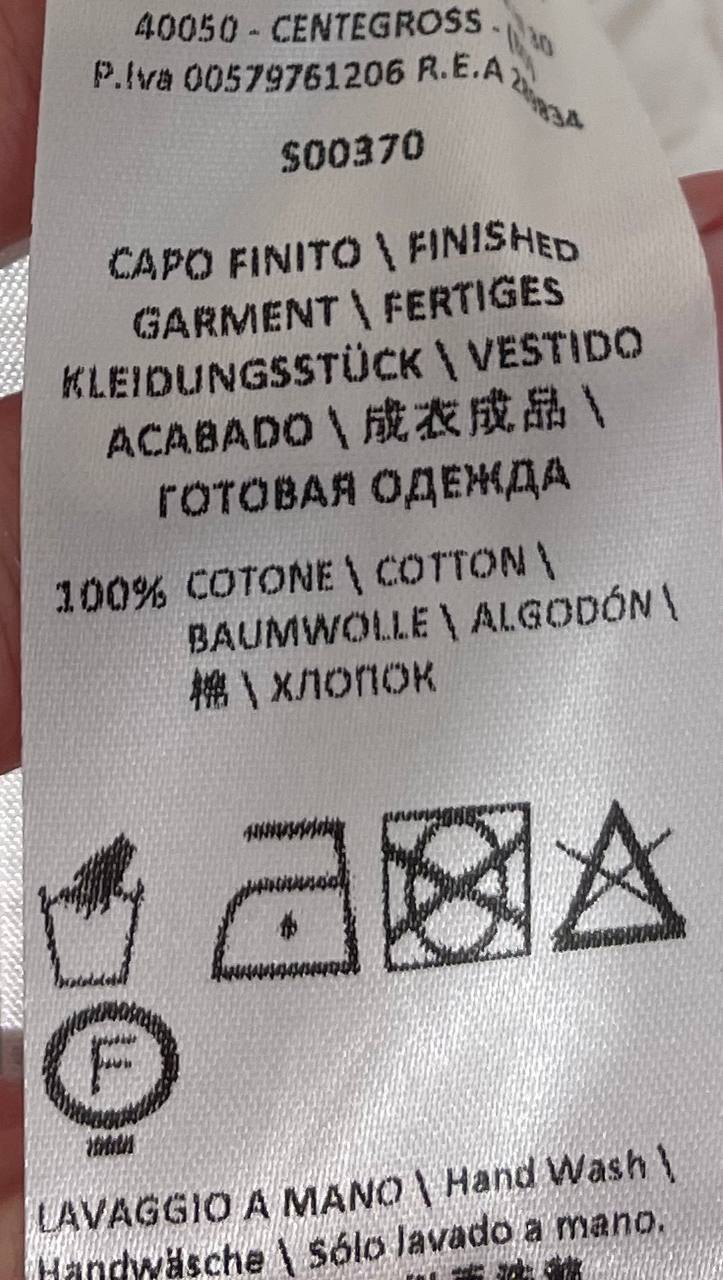 40050 - CENTEGROSS -
P.Iva 00579761206 R.E.A
S00370
CAPO FINITO \ FINISHED
GARMENT \ FERTIGES
KLEIDUNGSSTÜCK \ VESTIDO
ACABADO \ 成衣成品 \
ГОТОВАЯ ОДЕЖДА
100% COTONE \ COTTON \
BAUMWOLLE \ ALGODÓN \
棉 \ ХЛОПОК
F
LAVAGGIO A MANO \ Hand Wash \
Handwäsche \ Sólo lavado a mano.